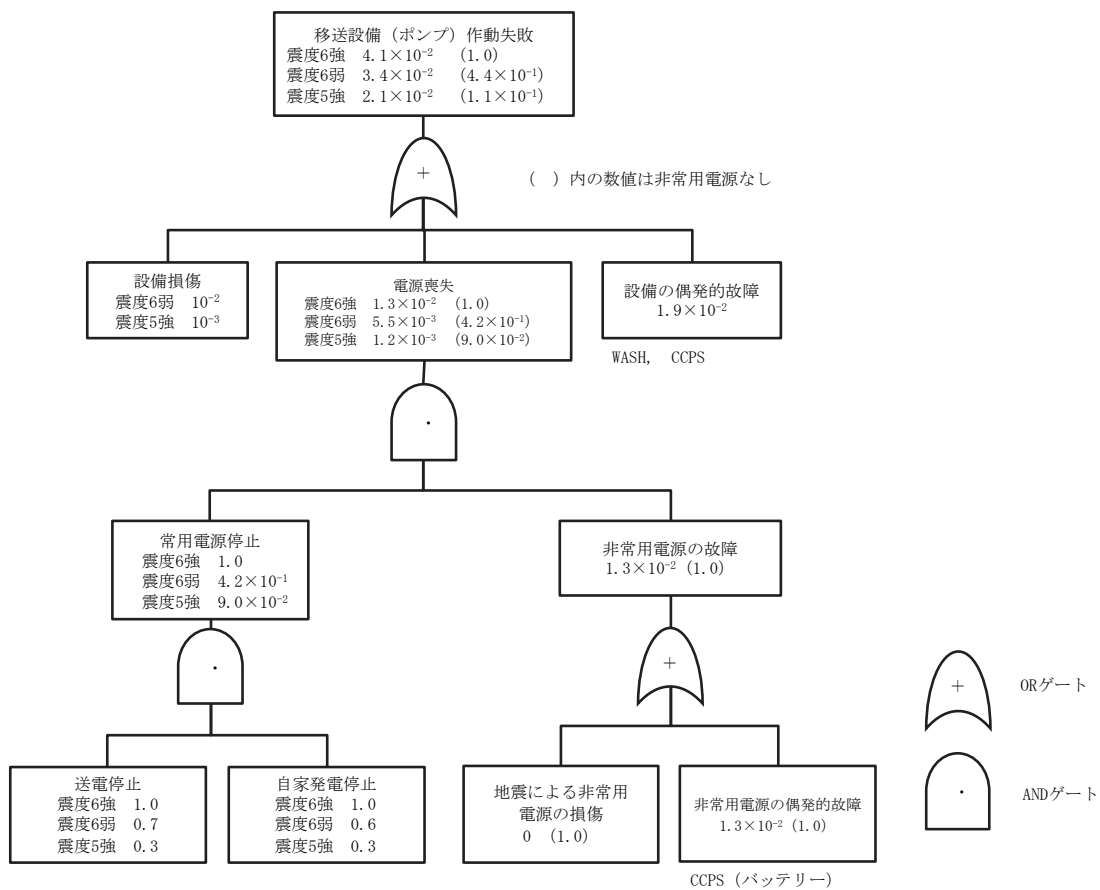 移送設備（ポンプ）作動失敗
震度6強 4.1×10⁻² (1.0)
震度6弱 3.4×10⁻² (4.4×10⁻¹)
震度5強 2.1×10⁻² (1.1×10⁻¹)
+
（ ）内の数値は非常用電源なし
設備損傷
震度6弱 10⁻²
震度5強 10⁻³
電源喪失
震度6強 1.3×10⁻² (1.0)
震度6弱 5.5×10⁻³ (4.2×10⁻¹)
震度5強 1.2×10⁻³ (9.0×10⁻²)
設備の偶発的故障
1.9×10⁻²
WASH, CCPS
・
常用電源停止
震度6強 1.0
震度6弱 4.2×10⁻¹
震度5強 9.0×10⁻²
非常用電源の故障
1.3×10⁻² (1.0)
・
+
送電停止
震度6強 1.0
震度6弱 0.7
震度5強 0.3
自家発電停止
震度6強 1.0
震度6弱 0.6
震度5強 0.3
地震による非常用
電源の損傷
0 (1.0)
非常用電源の偶発的故障
1.3×10⁻² (1.0)
CCPS（バッテリー）
+
ORゲート
・
ANDゲート